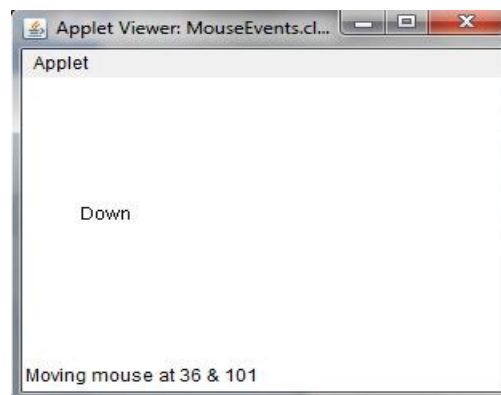 Applet Viewer: MouseEvents.cl...
Applet
Down
Moving mouse at 36 & 101